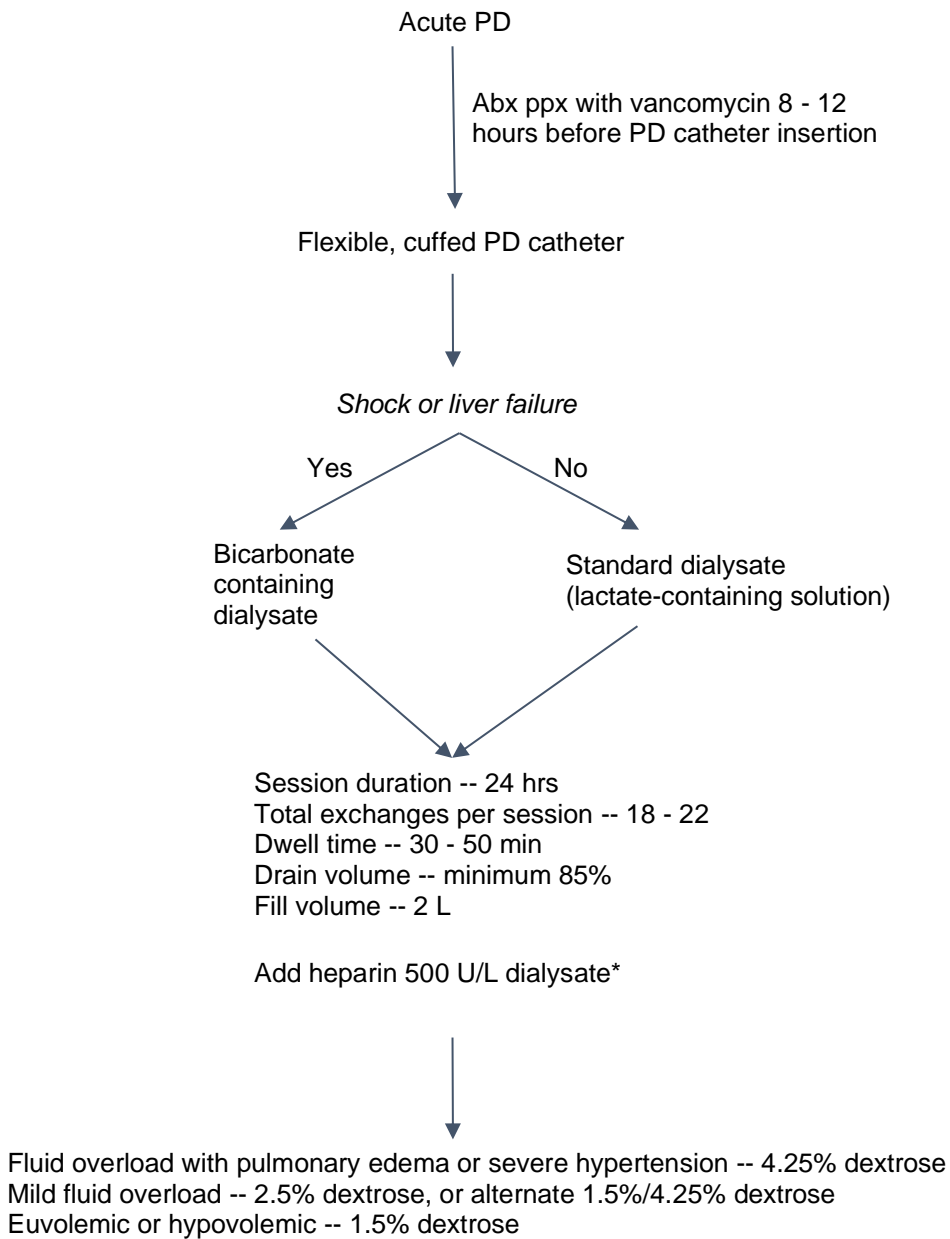 Acute PD
Abx ppx with vancomycin 8 - 12
hours before PD catheter insertion
Flexible, cuffed PD catheter
Shock or liver failure
Yes
No
Bicarbonate
containing
dialysate
Standard dialysate
(lactate-containing solution)
Session duration -- 24 hrs
Total exchanges per session -- 18 - 22
Dwell time -- 30 - 50 min
Drain volume -- minimum 85%
Fill volume -- 2 L
Add heparin 500 U/L dialysate*
Fluid overload with pulmonary edema or severe hypertension -- 4.25% dextrose
Mild fluid overload -- 2.5% dextrose, or alternate 1.5%/4.25% dextrose
Euvolemic or hypovolemic -- 1.5% dextrose